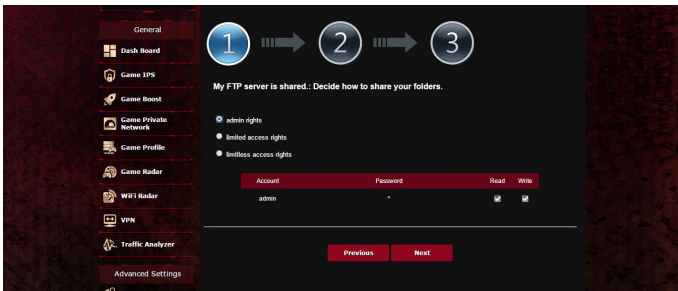 General
Dash Board
Game IPS
Game Boost
Game Private
Network
Game Profile
Game Radar
WiFi Radar
VPN
Traffic Analyzer
Advanced Settings
1
2
3
My FTP server is shared.: Decide how to share your folders.
admin rights
limited access rights
limitless access rights
Account Password Read Write
admin *
Previous Next